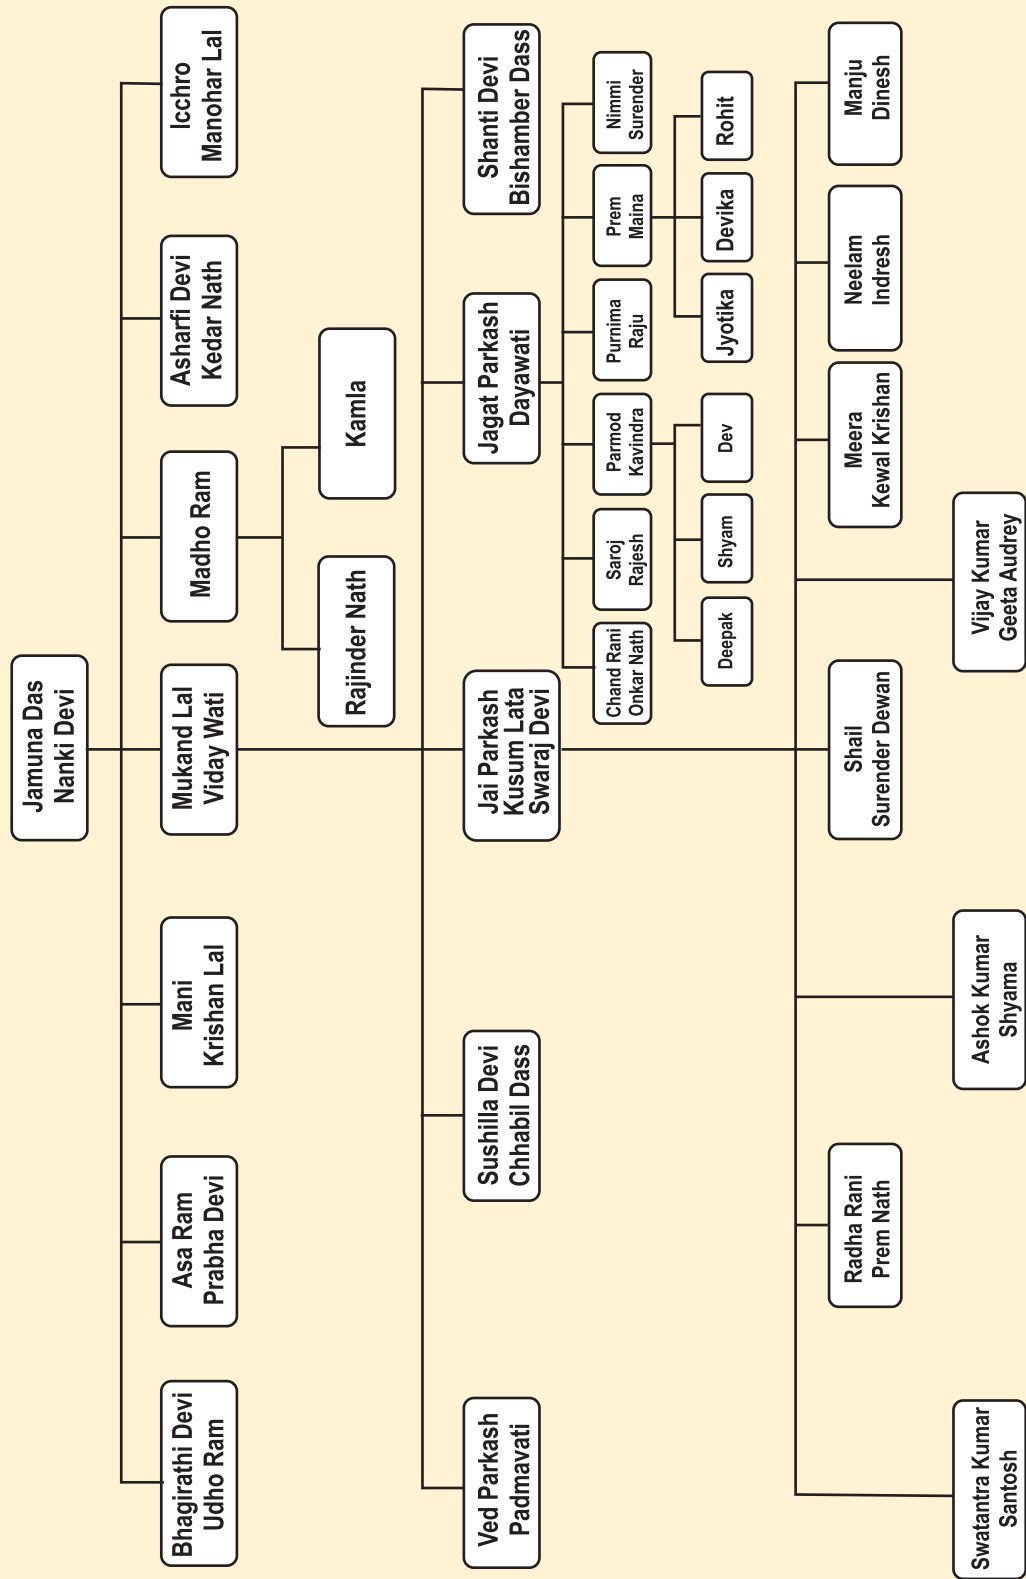 Jamuna Das
Nanki Devi
Bhagirathi Devi
Udho Ram
Asa Ram
Prabha Devi
Mani
Krishan Lal
Mukand Lal
Viday Wati
Madho Ram
Asharfi Devi
Kedar Nath
Icchro
Manohar Lal
Rajinder Nath
Kamla
Ved Parkash
Padmavati
Sushilla Devi
Chhabil Dass
Jai Parkash
Kusum Lata
Swaraj Devi
Jagat Parkash
Dayawati
Shanti Devi
Bishamber Dass
Chand Rani
Onkar Nath
Saroj
Rajesh
Parmod
Kavindra
Purnima
Raju
Prem
Maina
Nimmi
Surender
Deepak
Shyam
Dev
Jyotika
Devika
Rohit
Radha Rani
Prem Nath
Shail
Surender Dewan
Meera
Kewal Krishan
Neelam
Indresh
Manju
Dinesh
Swatantra Kumar
Santosh
Ashok Kumar
Shyama
Vijay Kumar
Geeta Audrey